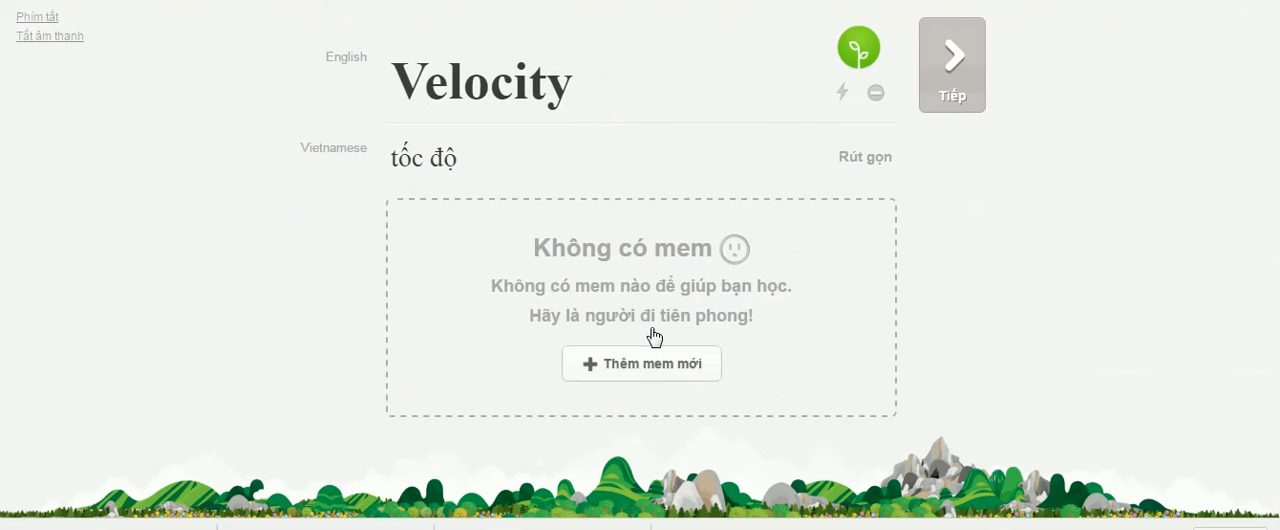 Phím tắt
Tắt âm thanh
English
Velocity
Tiếp
Vietnamese
tốc độ
Rút gọn
Không có mem
Không có mem nào để giúp bạn học.
Hãy là người đi tiên phong!
Thêm mem mới